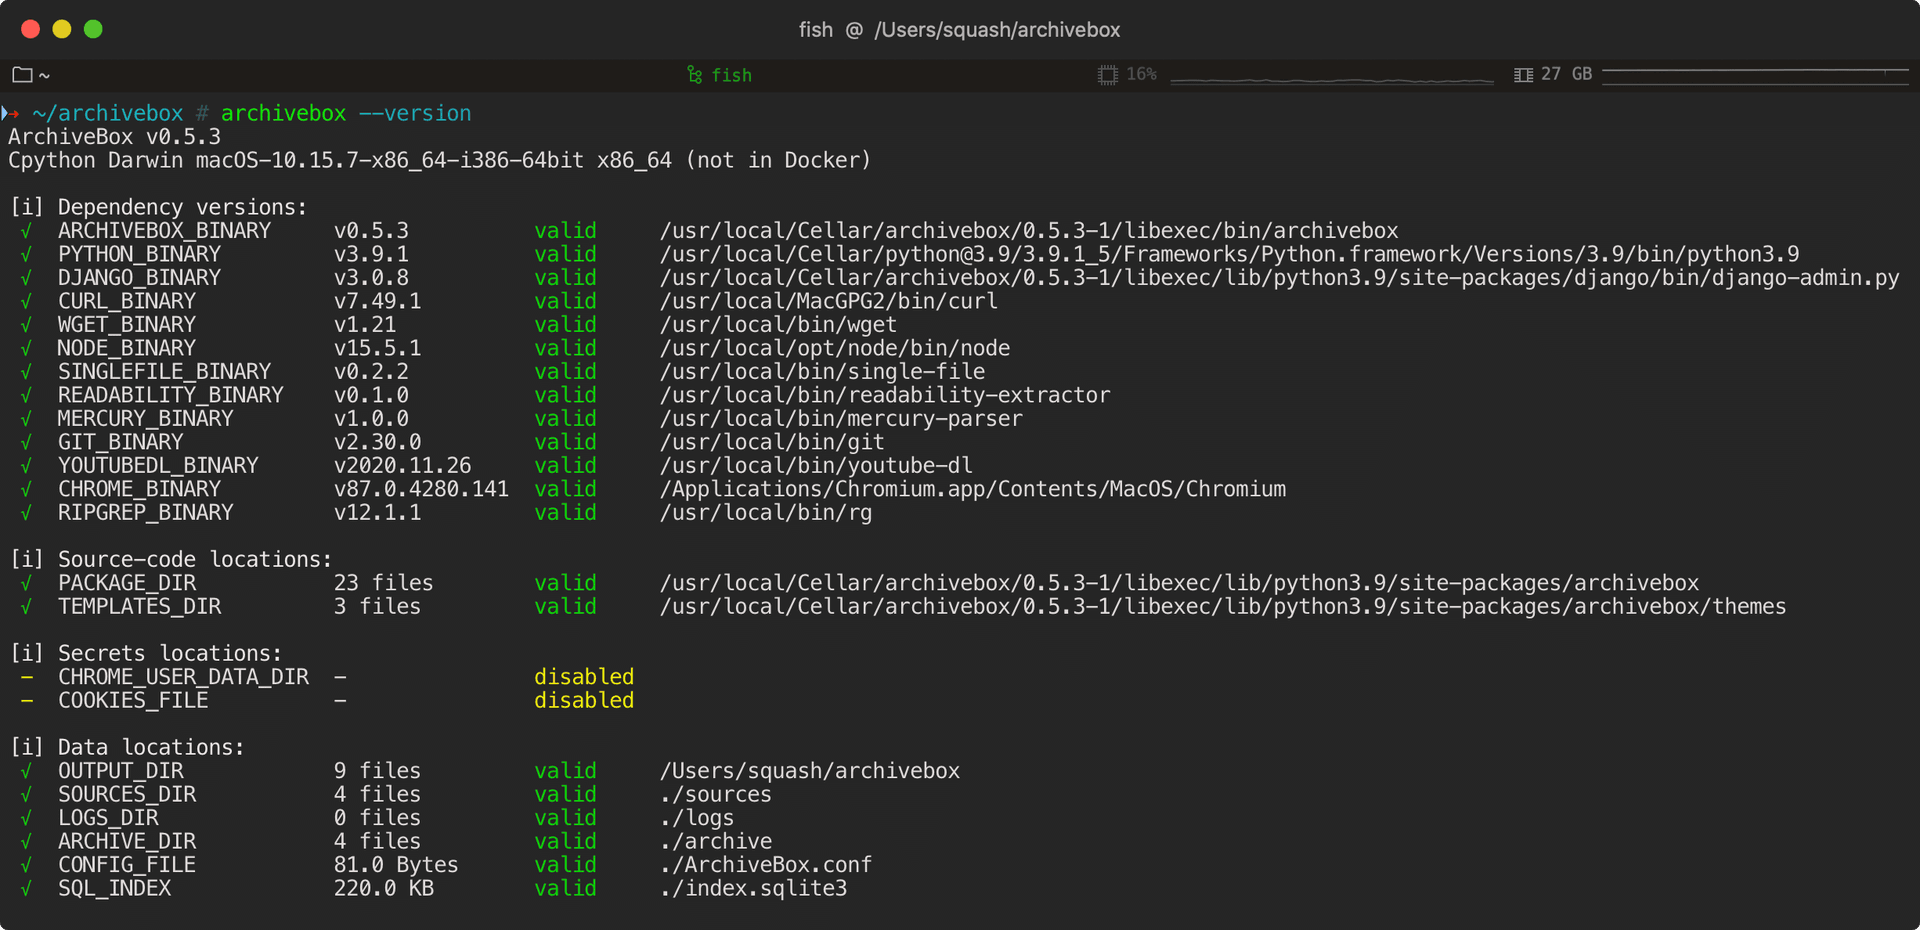 fish @ /Users/squash/archivebox
~ fish 16% 27 GB
~/archivebox # archivebox --version
ArchiveBox v0.5.3
Cpython Darwin macOS-10.15.7-x86_64-i386-64bit x86_64 (not in Docker)
[i] Dependency versions:
√ ARCHIVEBOX_BINARY v0.5.3 valid /usr/local/Cellar/archivebox/0.5.3-1/libexec/bin/archivebox
√ PYTHON_BINARY v3.9.1 valid /usr/local/Cellar/python@3.9/3.9.1_5/Frameworks/Python.framework/Versions/3.9/bin/python3.9
√ DJANGO_BINARY v3.0.8 valid /usr/local/Cellar/archivebox/0.5.3-1/libexec/lib/python3.9/site-packages/django/bin/django-admin.py
√ CURL_BINARY v7.49.1 valid /usr/local/MacGPG2/bin/curl
√ WGET_BINARY v1.21 valid /usr/local/bin/wget
√ NODE_BINARY v15.5.1 valid /usr/local/opt/node/bin/node
√ SINGLEFILE_BINARY v0.2.2 valid /usr/local/bin/single-file
√ READABILITY_BINARY v0.1.0 valid /usr/local/bin/readability-extractor
√ MERCURY_BINARY v1.0.0 valid /usr/local/bin/mercury-parser
√ GIT_BINARY v2.30.0 valid /usr/local/bin/git
√ YOUTUBEDL_BINARY v2020.11.26 valid /usr/local/bin/youtube-dl
√ CHROME_BINARY v87.0.4280.141 valid /Applications/Chromium.app/Contents/MacOS/Chromium
√ RIPGREP_BINARY v12.1.1 valid /usr/local/bin/rg
[i] Source-code locations:
√ PACKAGE_DIR 23 files valid /usr/local/Cellar/archivebox/0.5.3-1/libexec/lib/python3.9/site-packages/archivebox
√ TEMPLATES_DIR 3 files valid /usr/local/Cellar/archivebox/0.5.3-1/libexec/lib/python3.9/site-packages/archivebox/themes
[i] Secrets locations:
- CHROME_USER_DATA_DIR - disabled
- COOKIES_FILE - disabled
[i] Data locations:
√ OUTPUT_DIR 9 files valid /Users/squash/archivebox
√ SOURCES_DIR 4 files valid ./sources
√ LOGS_DIR 0 files valid ./logs
√ ARCHIVE_DIR 4 files valid ./archive
√ CONFIG_FILE 81.0 Bytes valid ./ArchiveBox.conf
√ SQL_INDEX 220.0 KB valid ./index.sqlite3